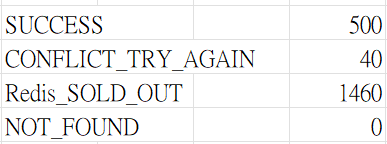 SUCCESS 500
CONFLICT_TRY_AGAIN 40
Redis_SOLD_OUT 1460
NOT_FOUND 0